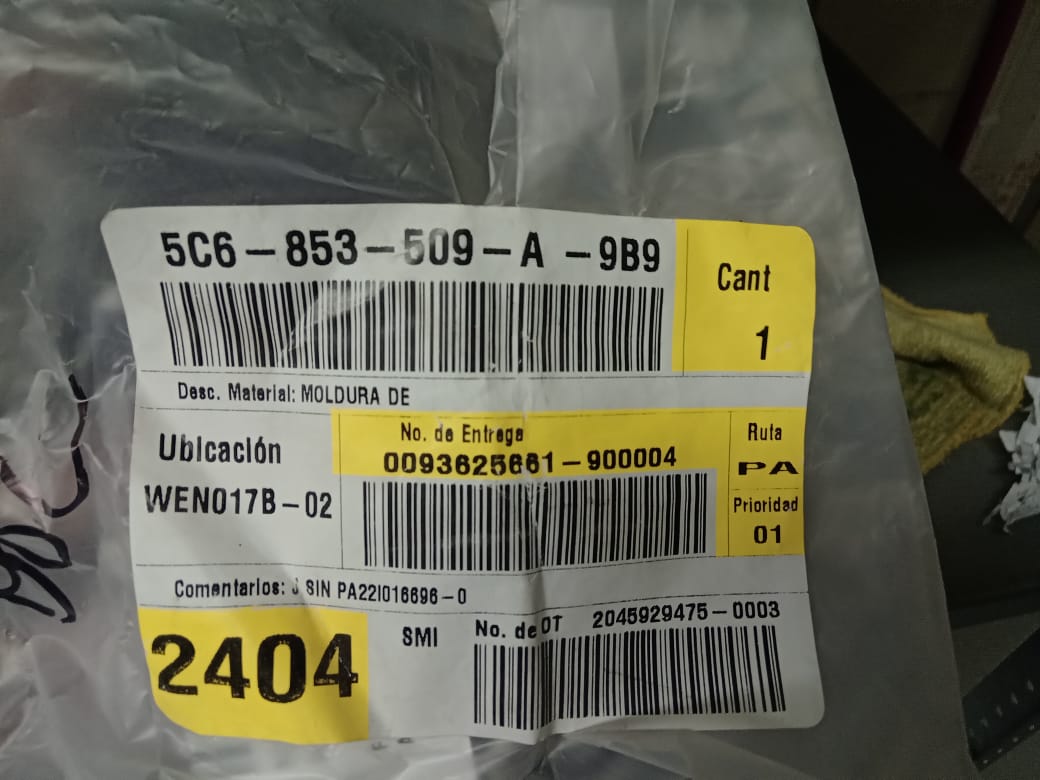 5C6-853-509-A -9B9
Cant
1
Desc. Material: MOLDURA DE
Ubicación
WEN017B-02
No. de Entrega
0093625661-900004
Ruta
PA
Prioridad
01
Comentarios: J SIN PA22I016696-0
2404
SMI
No. de OT 2045929475-0003